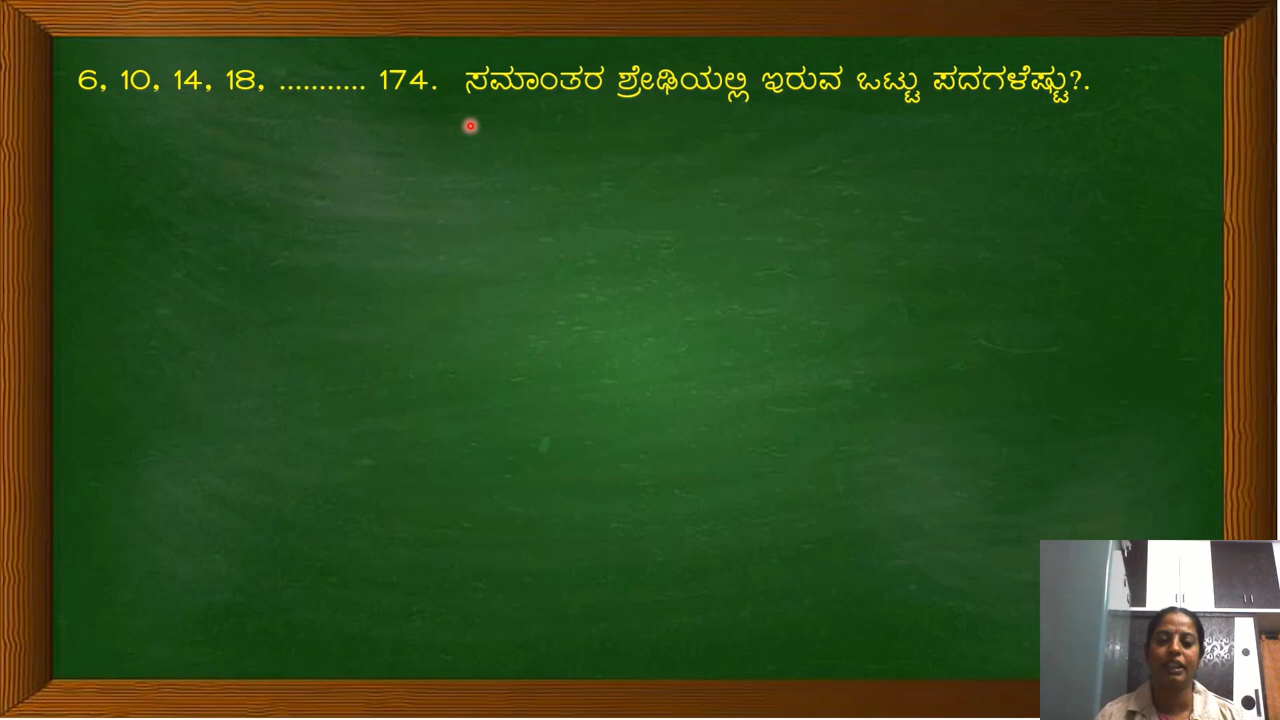 6, 10, 14, 18, ........... 174. ಸಮಾಂತರ ಶ್ರೇಢಿಯಲ್ಲಿ ಇರುವ ಒಟ್ಟು ಪದಗಳೆಷ್ಟು?.